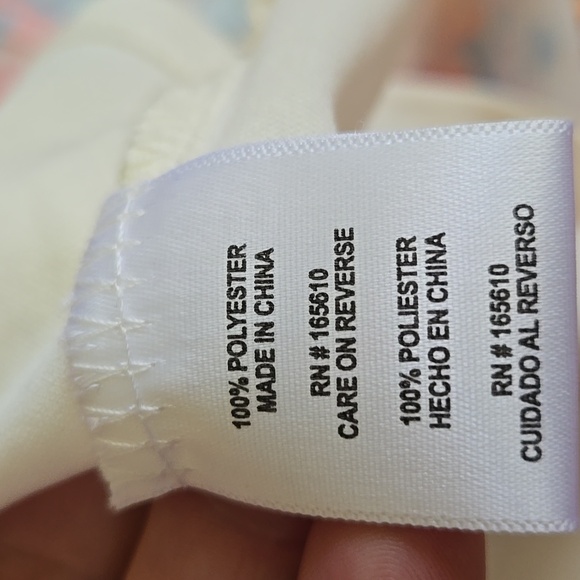 100% POLYESTER
MADE IN CHINA
RN # 165610
CARE ON REVERSE
100% POLIESTER
HECHO EN CHINA
RN # 165610
CUIDADO AL REVERSO